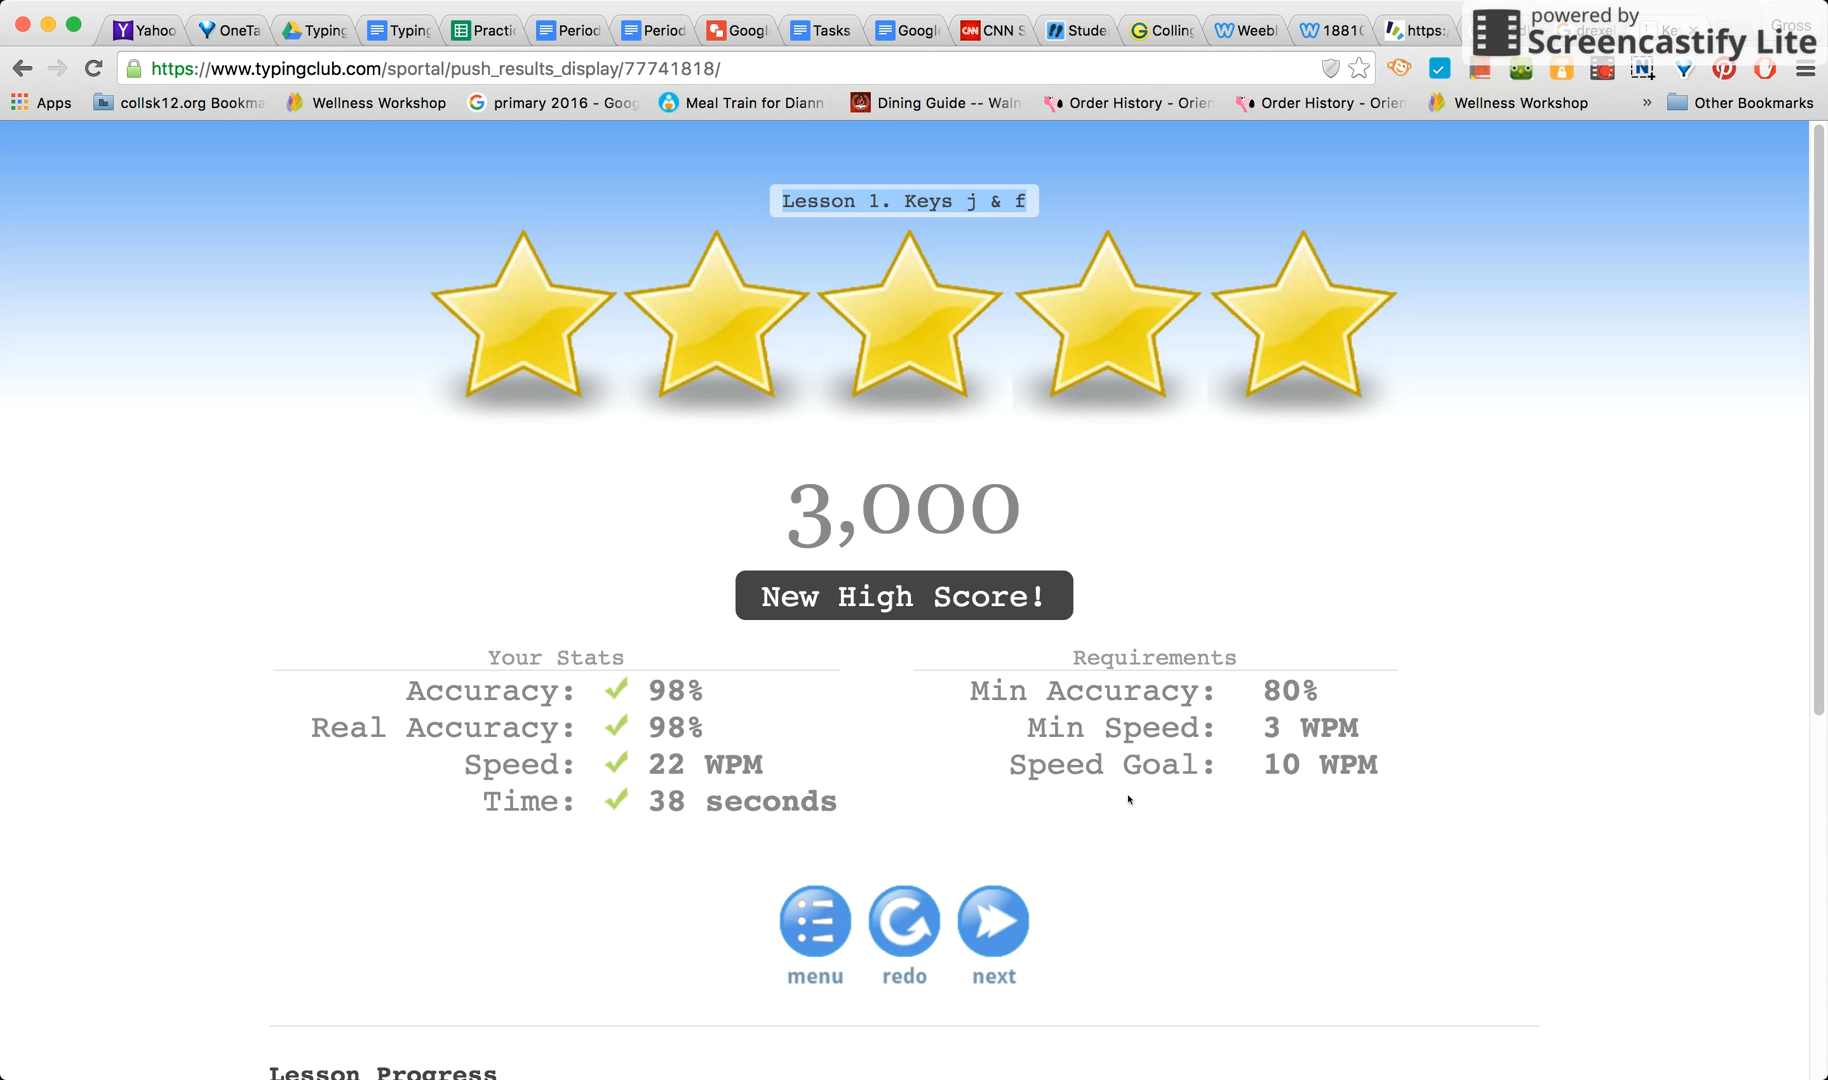 Yahoo
OneTa
Typing
Typing
Practi
Period
Period
Googl
Tasks
Googl
CNN S
Stude
Colling
Weebl
1881(
https:
Gross
powered by
Screencastify Lite
https://www.typingclub.com/sportal/push_results_display/77741818/
Apps
collsk12.org Bookma
Wellness Workshop
primary 2016 - Goog
Meal Train for Diann
Dining Guide -- Waln
Order History - Orien
Order History - Orien
Wellness Workshop
»
Other Bookmarks
Lesson 1. Keys j & f
3,000
New High Score!
Your Stats
Accuracy: 98%
Real Accuracy: 98%
Speed: 22 WPM
Time: 38 seconds
Requirements
Min Accuracy: 80%
Min Speed: 3 WPM
Speed Goal: 10 WPM
menu
redo
next
Lesson Progress